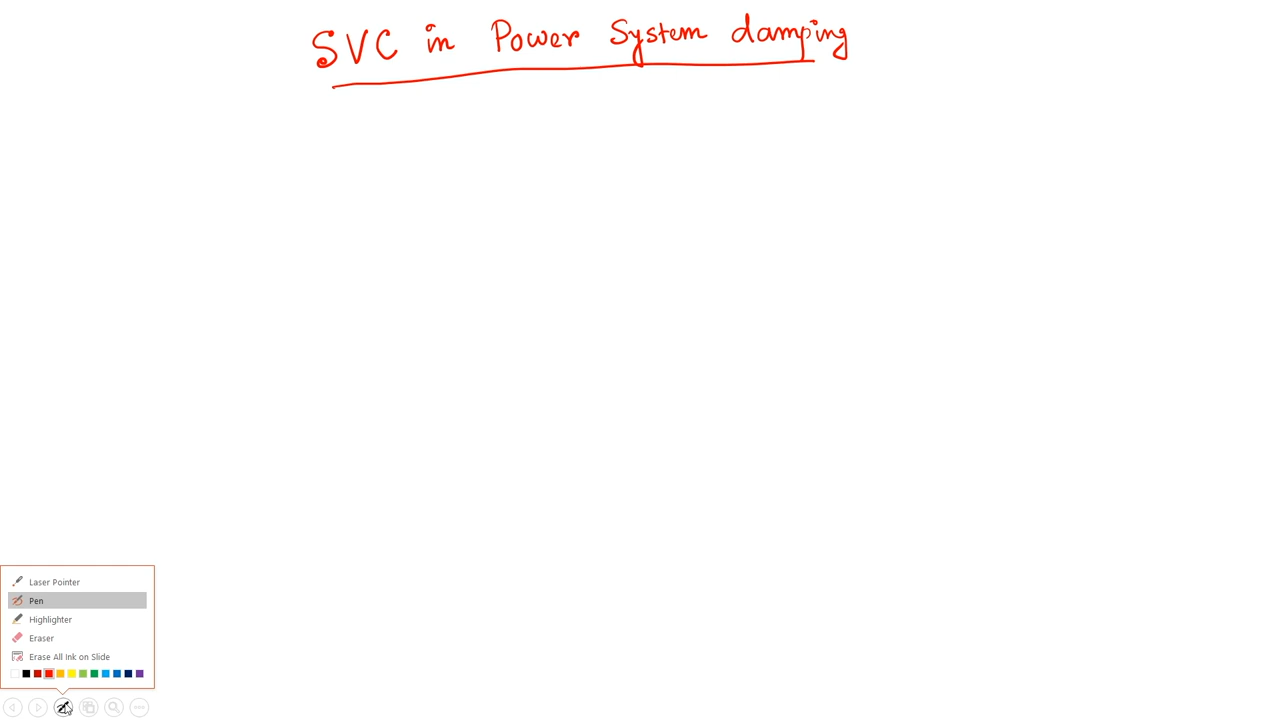 SVC in Power System damping
Laser Pointer
Pen
Highlighter
Eraser
Erase All Ink on Slide